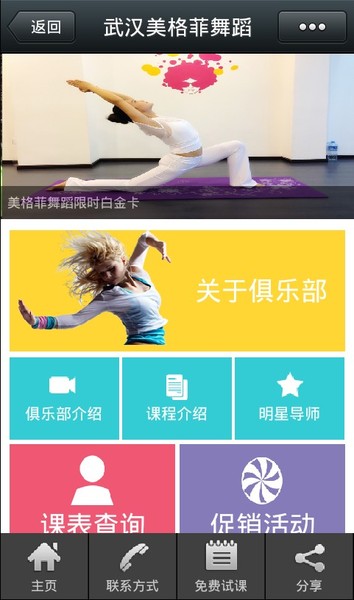 返回
武汉美格菲舞蹈
美格菲舞蹈限时白金卡
关于俱乐部
俱乐部介绍
课程介绍
明星导师
课表查询
促销活动
主页
联系方式
免费试课
分享